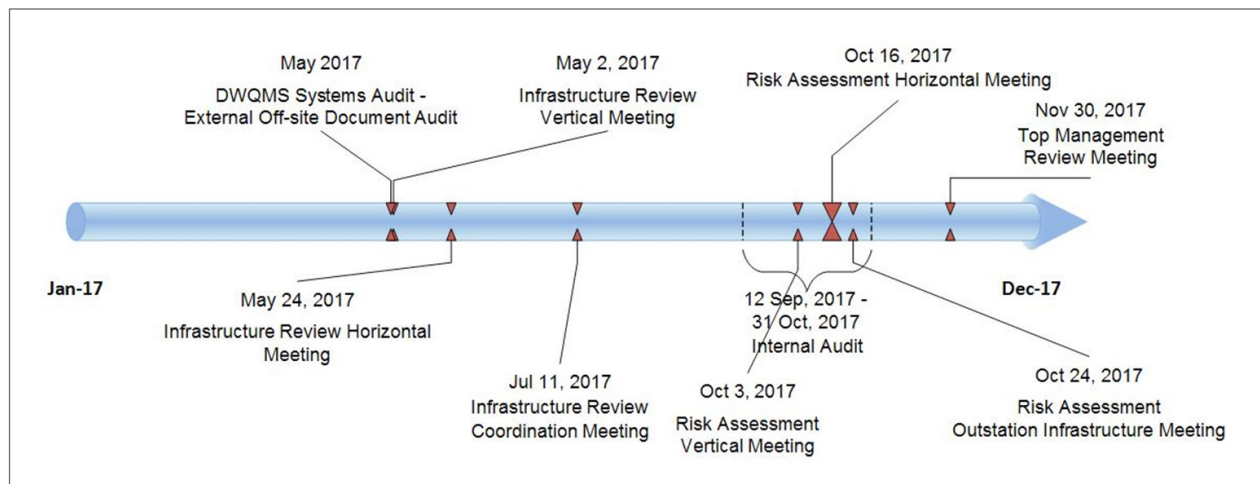 May 2017
DWQMS Systems Audit -
External Off-site Document Audit
May 2, 2017
Infrastructure Review
Vertical Meeting
Oct 16, 2017
Risk Assessment Horizontal Meeting
Nov 30, 2017
Top Management
Review Meeting
Jan-17
Dec-17
May 24, 2017
Infrastructure Review Horizontal
Meeting
Jul 11, 2017
Infrastructure Review
Coordination Meeting
12 Sep, 2017 -
31 Oct, 2017
Internal Audit
Oct 3, 2017
Risk Assessment
Vertical Meeting
Oct 24, 2017
Risk Assessment
Outstation Infrastructure Meeting